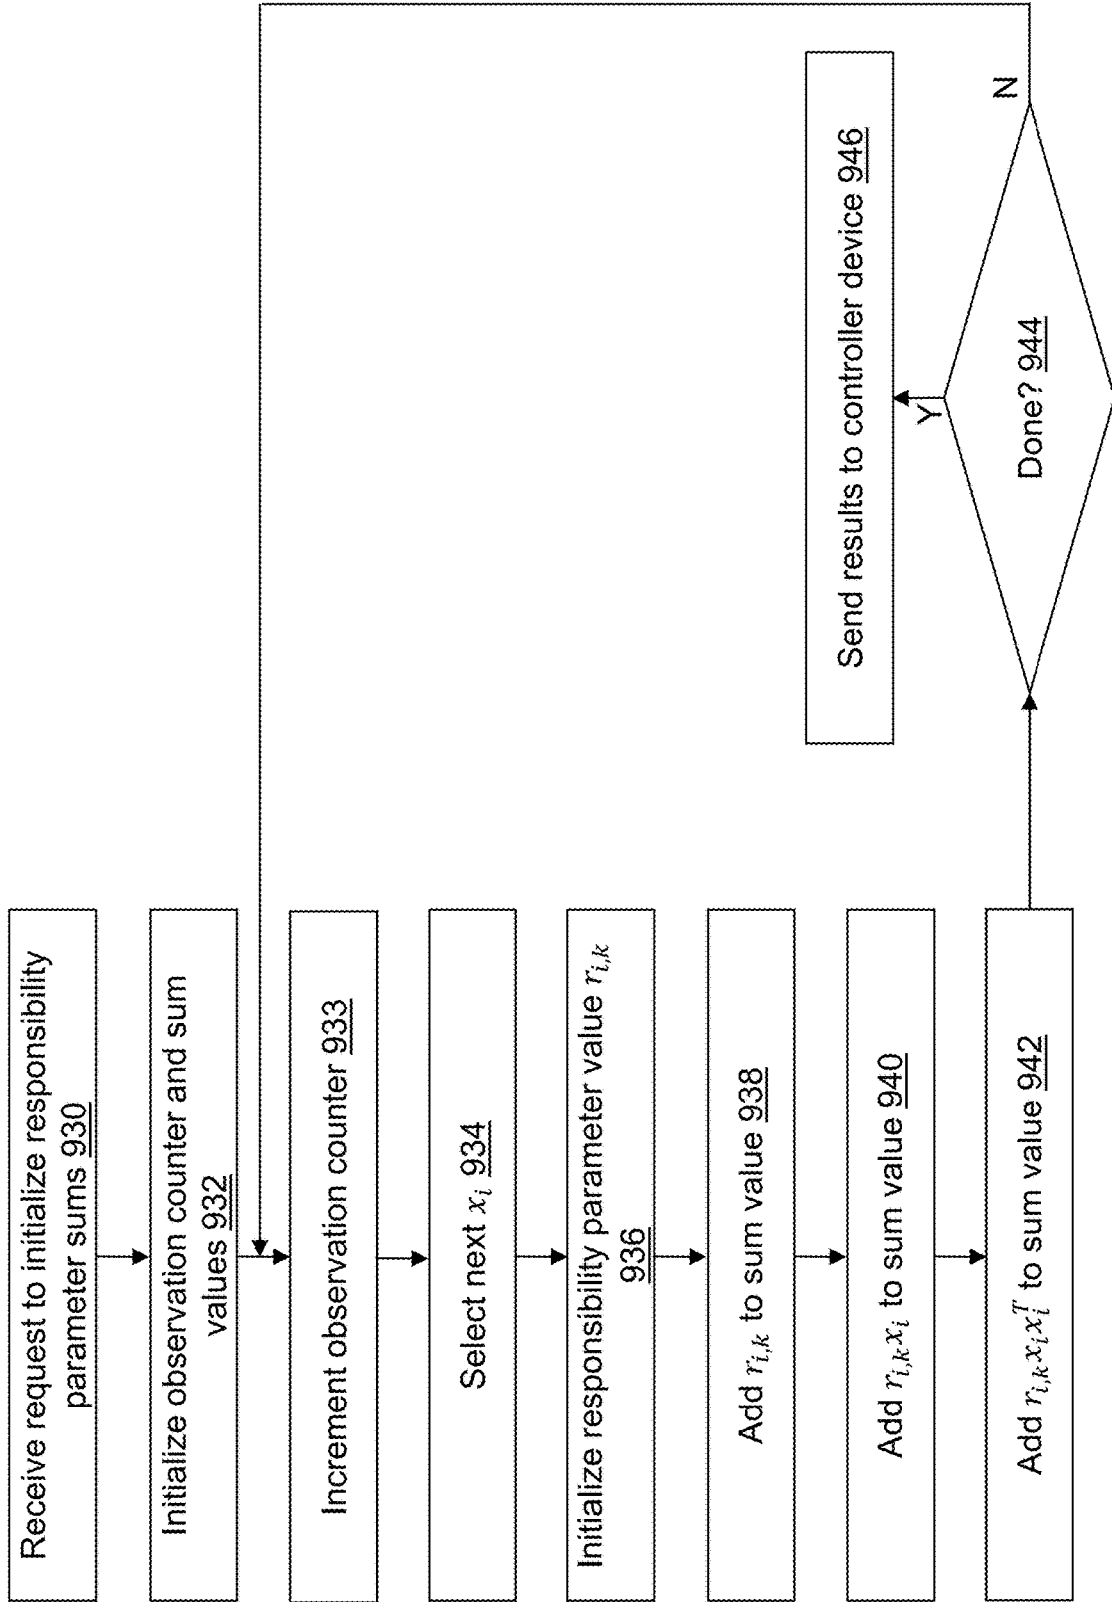 Receive request to initialize responsibility
parameter sums 930
Initialize observation counter and sum
values 932
Increment observation counter 933
Select next x_i 934
Initialize responsibility parameter value r_{i,k}
936
Add r_{i,k} to sum value 938
Add r_{i,k}x_i to sum value 940
Add r_{i,k}x_ix_i^T to sum value 942
Done? 944
Y
N
Send results to controller device 946